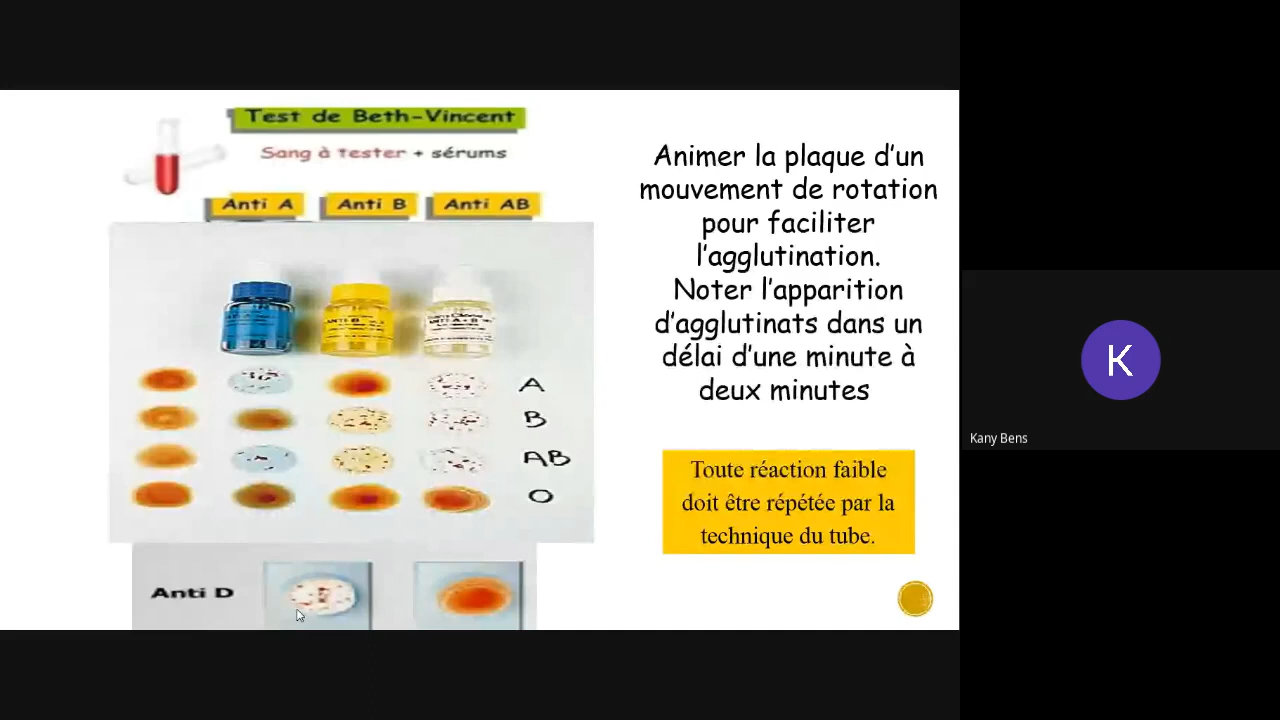 Test de Beth-Vincent
Sang à tester + sérums
Anti A
Anti B
Anti AB
ANTI-B
ANTI-A+B
A
B
AB
O
Anti D
Animer la plaque d'un
mouvement de rotation
pour faciliter
l'agglutination.
Noter l'apparition
d'agglutinats dans un
délai d'une minute à
deux minutes
Toute réaction faible
doit être répétée par la
technique du tube.
K
Kany Bens